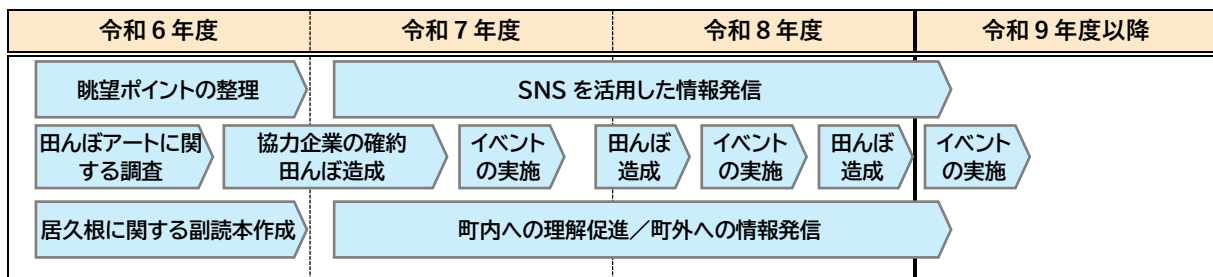 令和6年度
令和7年度
令和8年度
令和9年度以降
眺望ポイントの整理
SNS を活用した情報発信
田んぼアートに関
する調査
協力企業の確約
田んぼ造成
イベント
の実施
田んぼ
造成
イベント
の実施
田んぼ
造成
イベント
の実施
居久根に関する副読本作成
町内への理解促進／町外への情報発信